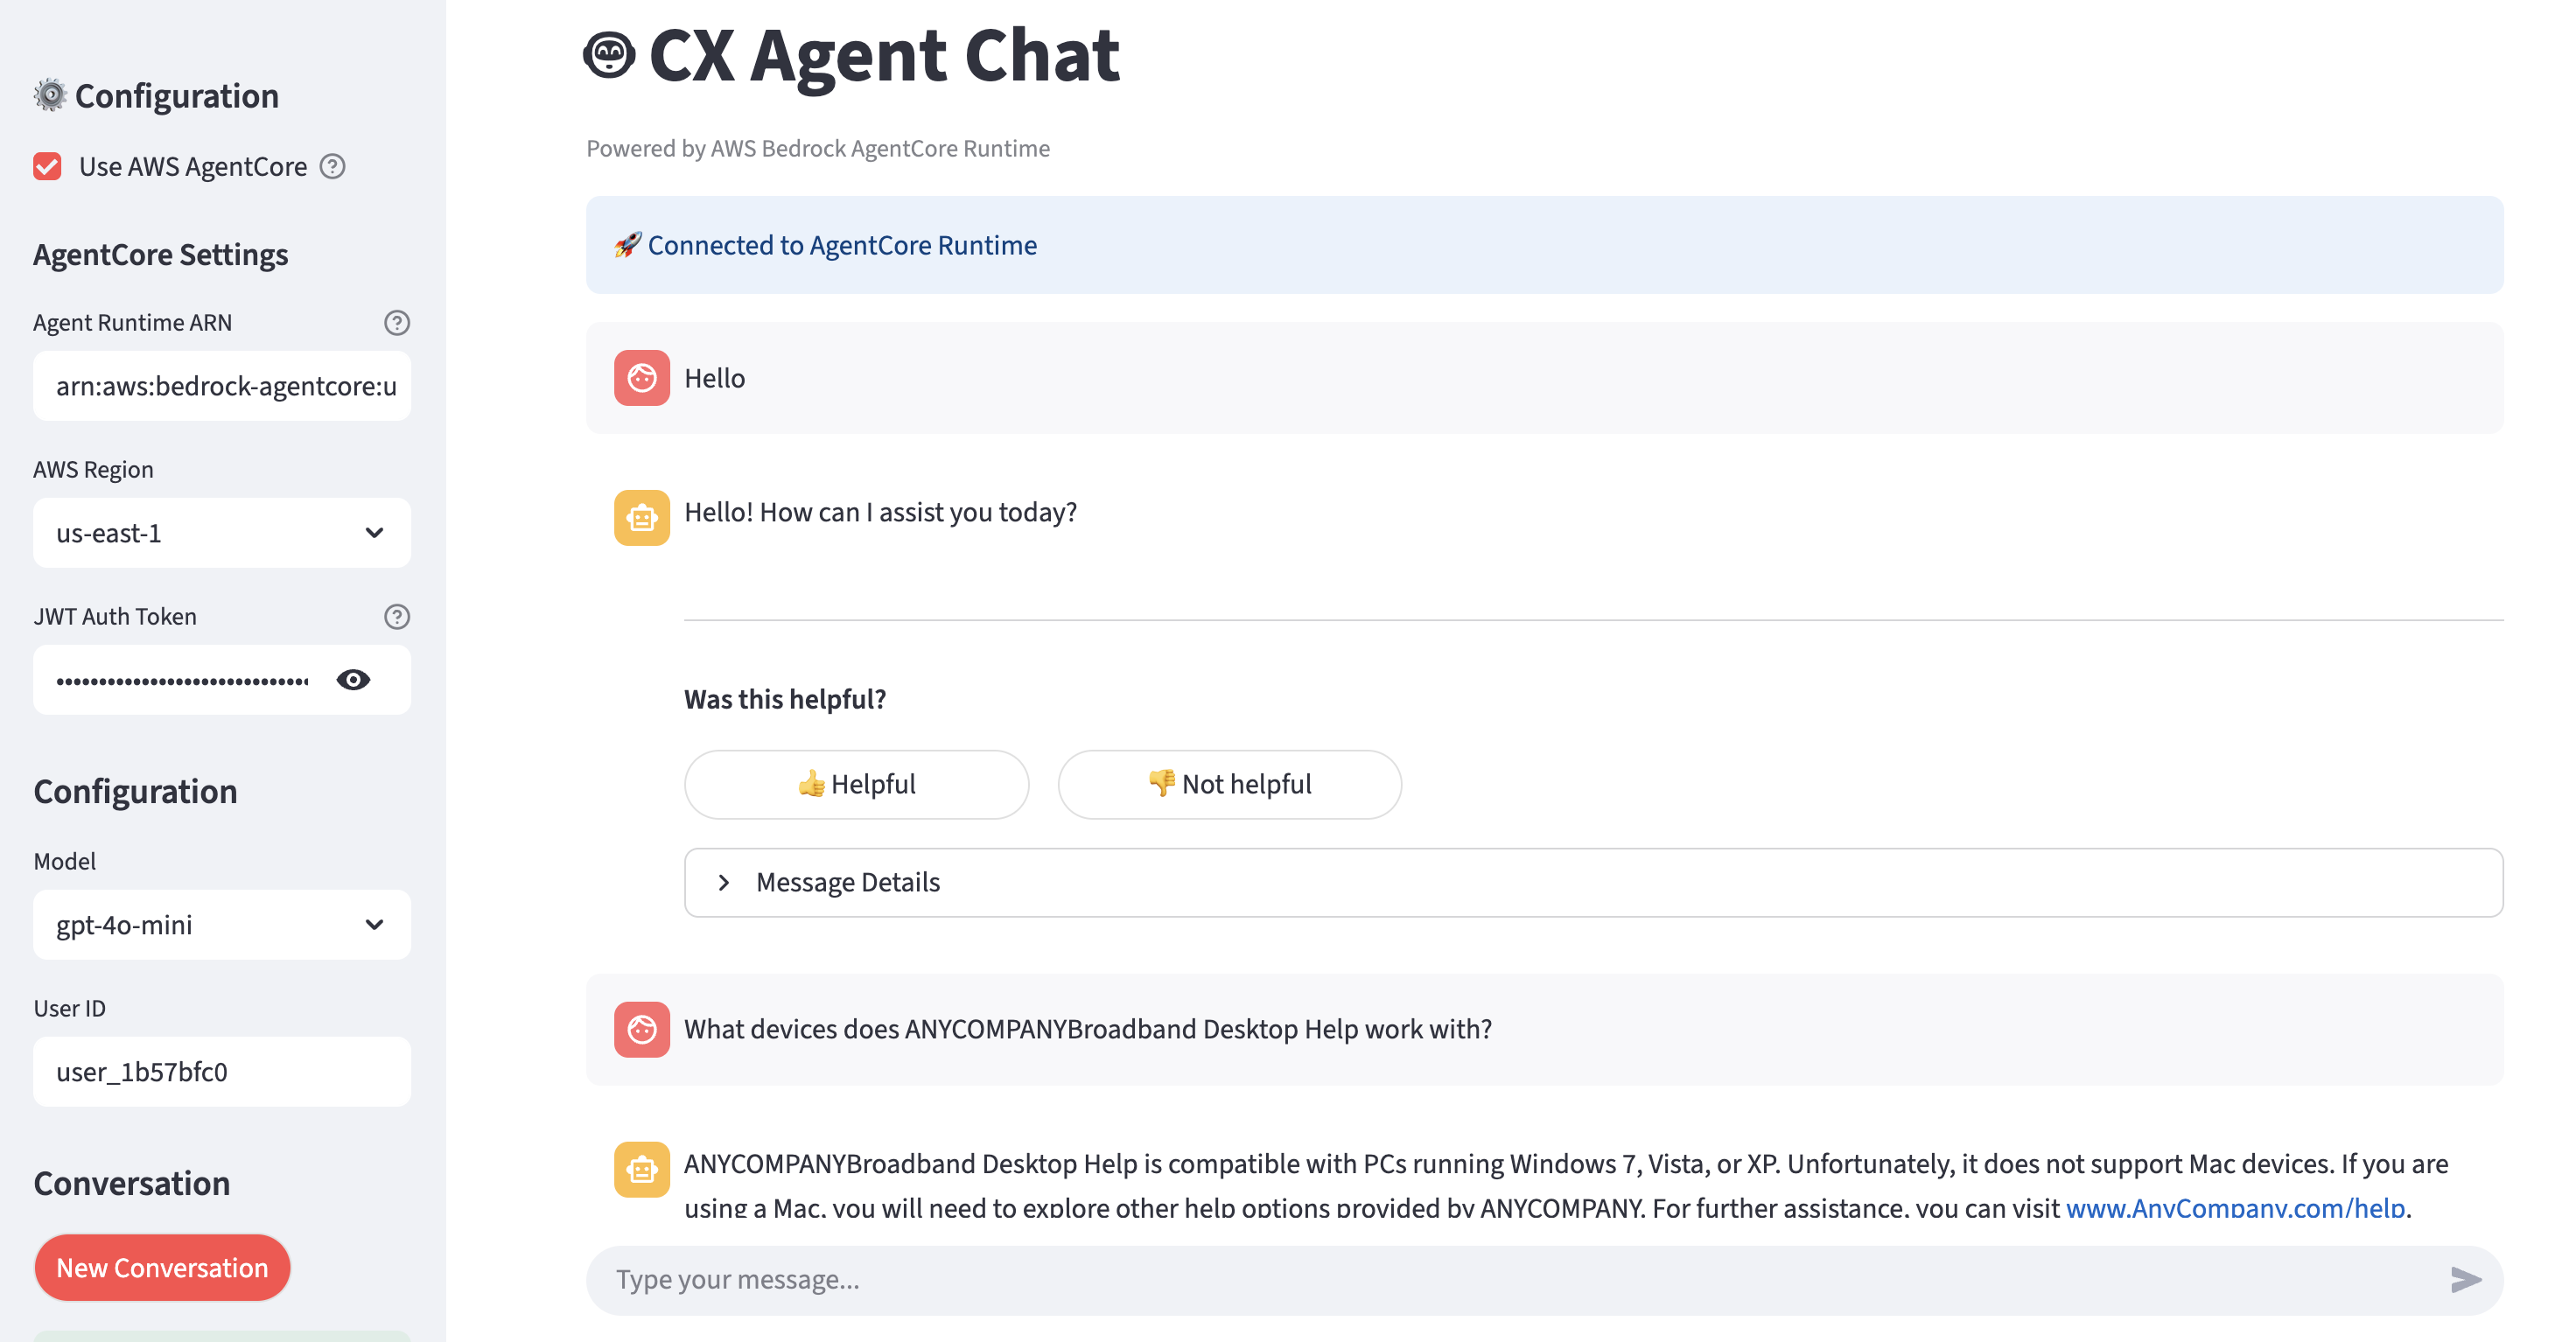 Configuration
Use AWS AgentCore
AgentCore Settings
Agent Runtime ARN
arn:aws:bedrock-agentcore:u
AWS Region
us-east-1
JWT Auth Token
Configuration
Model
gpt-4o-mini
User ID
user_1b57bfc0
Conversation
New Conversation
CX Agent Chat
Powered by AWS Bedrock AgentCore Runtime
🚀 Connected to AgentCore Runtime
Hello
Hello! How can I assist you today?
Was this helpful?
👍 Helpful
👎 Not helpful
Message Details
What devices does ANYCOMPANYBroadband Desktop Help work with?
ANYCOMPANYBroadband Desktop Help is compatible with PCs running Windows 7, Vista, or XP. Unfortunately, it does not support Mac devices. If you are
using a Mac, you will need to explore other help options provided by ANYCOMPANY. For further assistance, you can visit www.AnyCompany.com/help.
Type your message...